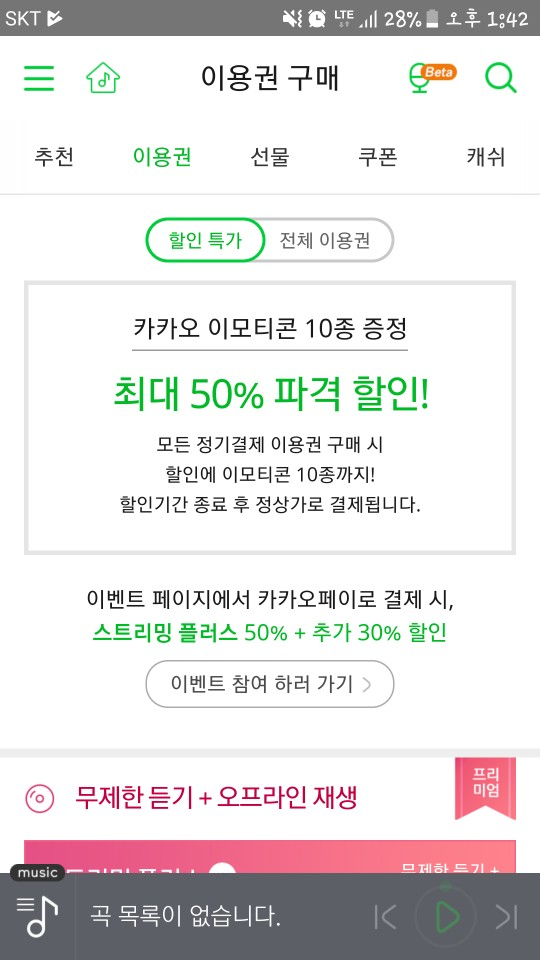 SKT LTE 28% 오후 1:42
이용권 구매 Beta
추천 이용권 선물 쿠폰 캐쉬
할인 특가 전체 이용권
카카오 이모티콘 10종 증정
최대 50% 파격 할인!
모든 정기결제 이용권 구매 시
할인에 이모티콘 10종까지!
할인기간 종료 후 정상가로 결제됩니다.
이벤트 페이지에서 카카오페이로 결제 시,
스트리밍 플러스 50% + 추가 30% 할인
이벤트 참여 하러 가기 >
프리
미엄
무제한 듣기 + 오프라인 재생
무제한 듣기 +
music
곡 목록이 없습니다.